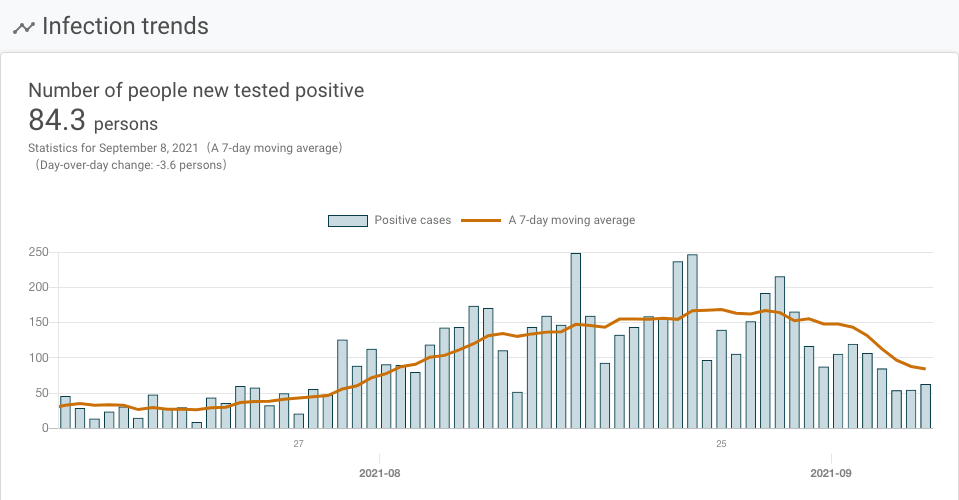 Infection trends
Number of people new tested positive
84.3 persons
Statistics for September 8, 2021 （A 7-day moving average）
（Day-over-day change: -3.6 persons）
Positive cases A 7-day moving average
250
200
150
100
50
0
27 25
2021-08 2021-09